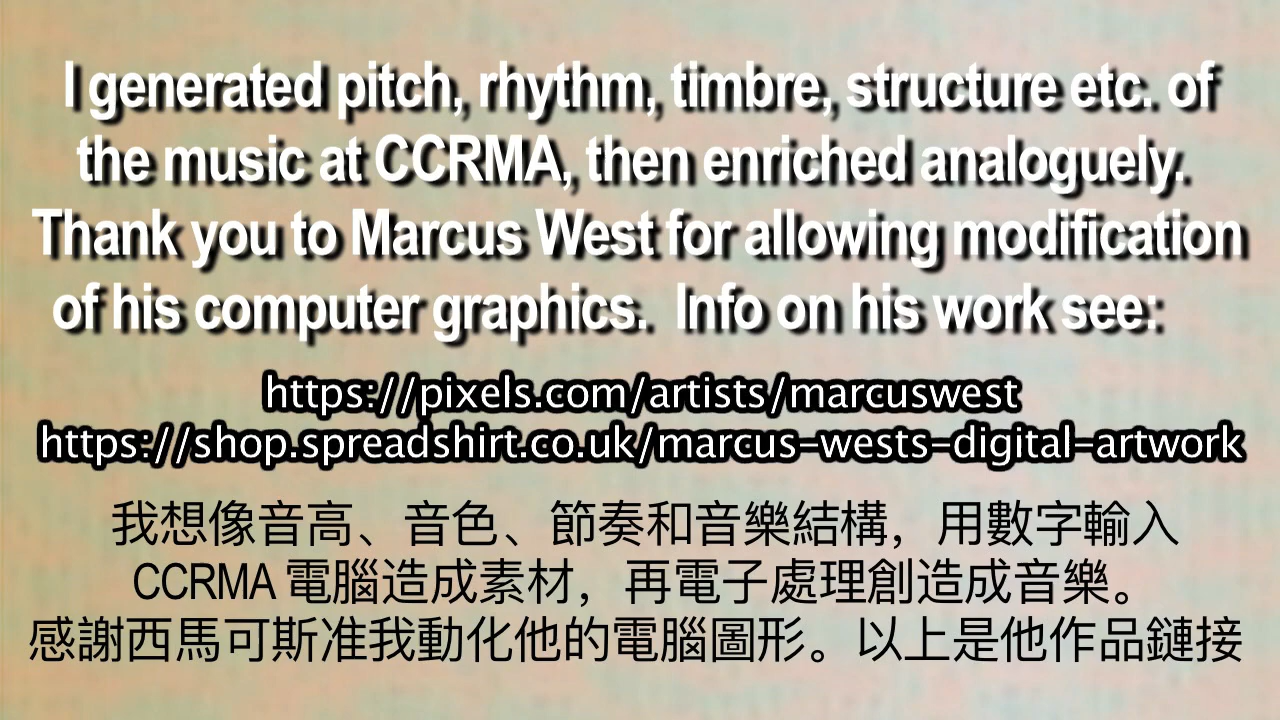 I generated pitch, rhythm, timbre, structure etc. of
the music at CCRMA, then enriched analoguely.
Thank you to Marcus West for allowing modification
of his computer graphics. Info on his work see:
https://pixels.com/artists/marcuswest
https://shop.spreadshirt.co.uk/marcus-wests-digital-artwork
我想像音高、音色、節奏和音樂結構，用數字輸入
CCRMA 電腦造成素材，再電子處理創造成音樂。
感謝西馬可斯准我動化他的電腦圖形。以上是他作品鏈接